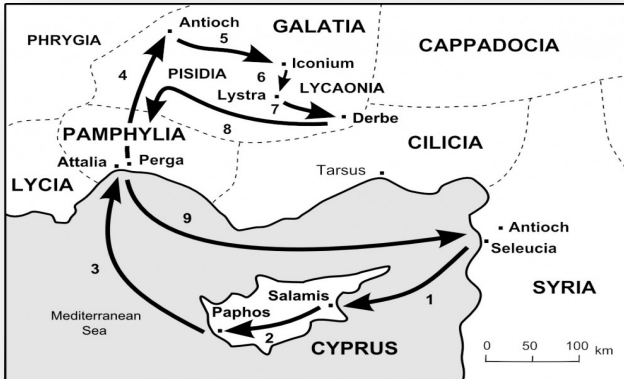 Antioch
GALATIA
PHRYGIA
5
CAPPADOCIA
4
Iconium
PISIDIA
6
LYCAONIA
Lystra
7
Derbe
8
PAMPHYLIA
CILICIA
Attalia
Perga
Tarsus
LYCIA
9
Antioch
Seleucia
3
SYRIA
Salamis
1
Paphos
2
Mediterranean
Sea
CYPRUS
0 50 100 km